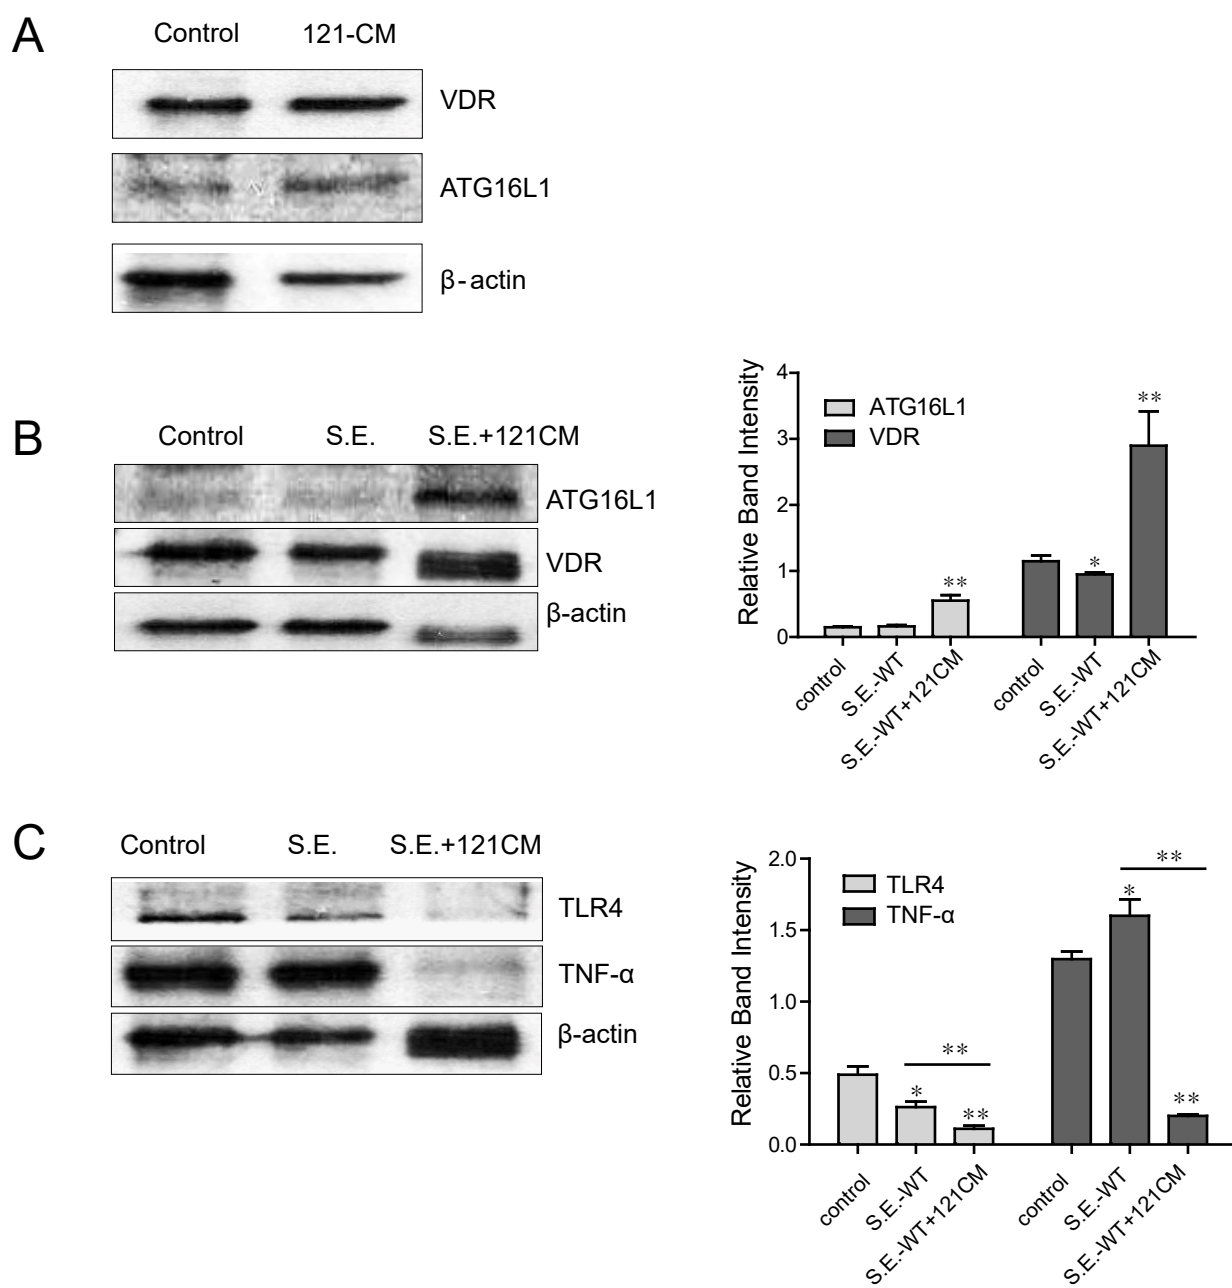 A
Control 121-CM
VDR
ATG16L1
β-actin
B
Control S.E. S.E.+121CM
ATG16L1
VDR
β-actin
Relative Band Intensity
4
3
2
1
0
ATG16L1
VDR
**
*
**
control
S.E.-WT
S.E.-WT+121CM
control
S.E.-WT
S.E.-WT+121CM
C
Control S.E. S.E.+121CM
TLR4
TNF-α
β-actin
Relative Band Intensity
2.0
1.5
1.0
0.5
0.0
TLR4
TNF-α
**
*
**
*
**
**
control
S.E.-WT
S.E.-WT+121CM
control
S.E.-WT
S.E.-WT+121CM